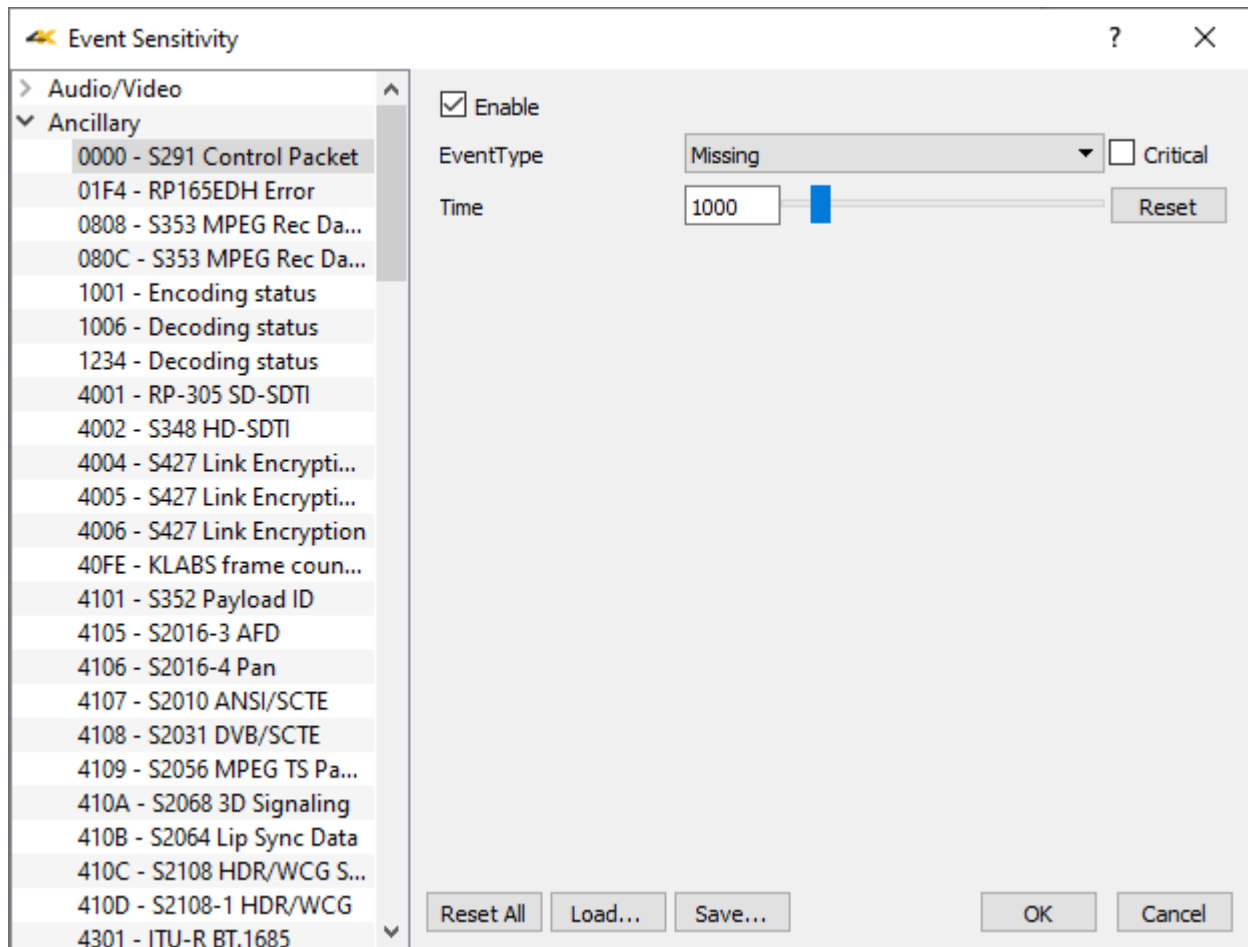 4K Event Sensitivity
?
Audio/Video
Ancillary
0000 - S291 Control Packet
01F4 - RP165EDH Error
0808 - S353 MPEG Rec Da...
080C - S353 MPEG Rec Da...
1001 - Encoding status
1006 - Decoding status
1234 - Decoding status
4001 - RP-305 SD-SDTI
4002 - S348 HD-SDTI
4004 - S427 Link Encrypti...
4005 - S427 Link Encrypti...
4006 - S427 Link Encryption
40FE - KLABS frame coun...
4101 - S352 Payload ID
4105 - S2016-3 AFD
4106 - S2016-4 Pan
4107 - S2010 ANSI/SCTE
4108 - S2031 DVB/SCTE
4109 - S2056 MPEG TS Pa...
410A - S2068 3D Signaling
410B - S2064 Lip Sync Data
410C - S2108 HDR/WCG S...
410D - S2108-1 HDR/WCG
4301 - ITU-R BT.1685
Enable
EventType Missing Critical
Time 1000 Reset
Reset All Load... Save... OK Cancel